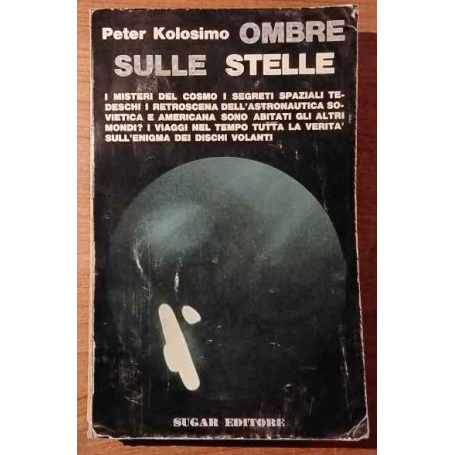 Peter Kolosimo OMBRE
SULLE STELLE
I MISTERI DEL COSMO I SEGRETI SPAZIALI TE-
DESCHI I RETROSCENA DELL'ASTRONAUTICA SO-
VIETICA E AMERICANA SONO ABITATI GLI ALTRI
MONDI? I VIAGGI NEL TEMPO TUTTA LA VERITA'
SULL'ENIGMA DEI DISCHI VOLANTI
SUGAR EDITORE